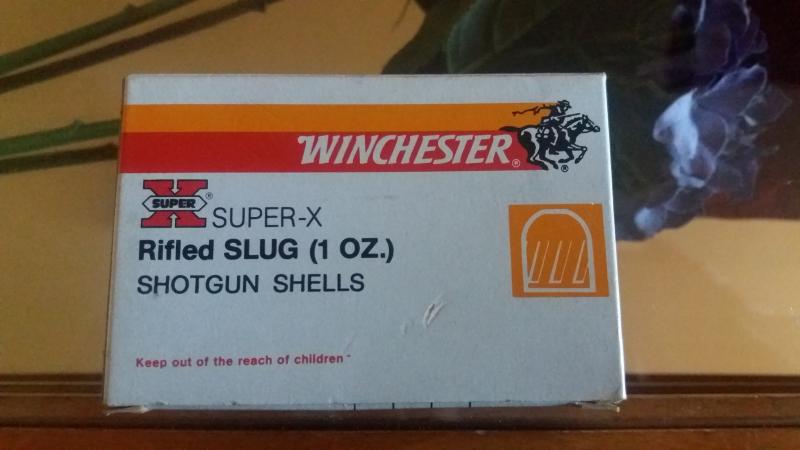 WINCHESTER®
®
X SUPER ®
SUPER-X
Rifled SLUG (1 OZ.)
SHOTGUN SHELLS
Keep out of the reach of children